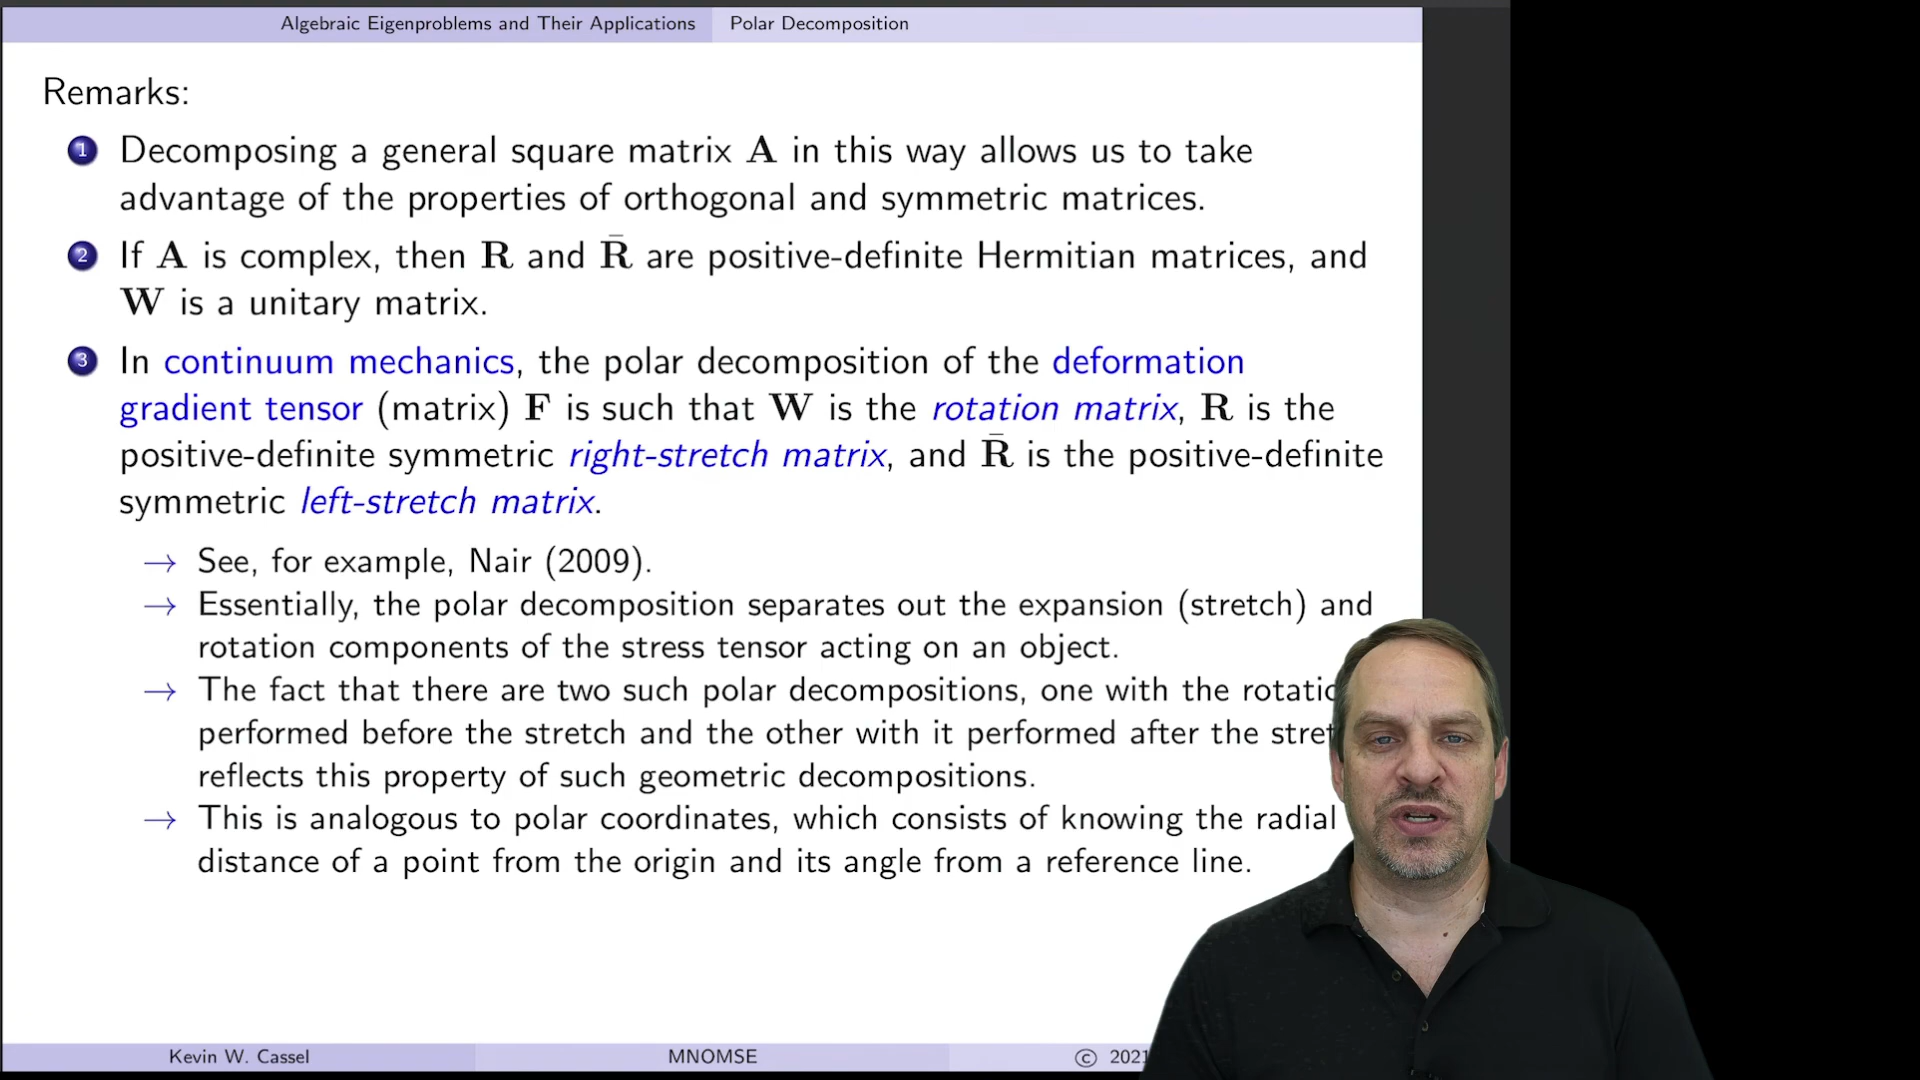 Algebraic Eigenproblems and Their Applications Polar Decomposition
Remarks:
1 Decomposing a general square matrix A in this way allows us to take
advantage of the properties of orthogonal and symmetric matrices.
2 If A is complex, then R and R̄ are positive-definite Hermitian matrices, and
W is a unitary matrix.
3 In continuum mechanics, the polar decomposition of the deformation
gradient tensor (matrix) F is such that W is the rotation matrix, R is the
positive-definite symmetric right-stretch matrix, and R̄ is the positive-definite
symmetric left-stretch matrix.
→ See, for example, Nair (2009).
→ Essentially, the polar decomposition separates out the expansion (stretch) and
rotation components of the stress tensor acting on an object.
→ The fact that there are two such polar decompositions, one with the
performed before the stretch and the other with it performed after the
reflects this property of such geometric decompositions.
→ This is analogous to polar coordinates, which consists of knowing the radial
distance of a point from the origin and its angle from a reference line.
Kevin W. Cassel MNOMSE © 2021